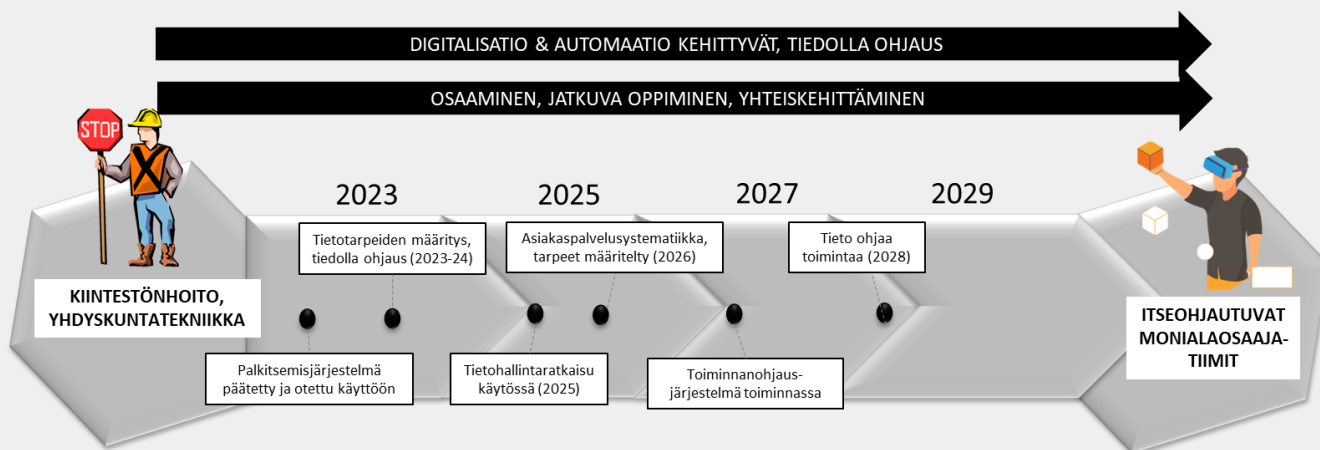 DIGITALISATIO & AUTOMAATIO KEHITTYVÄT, TIEDOLLA OHJAUS
OSAAMINEN, JATKUVA OPPIMINEN, YHTEISKEHITTÄMINEN
STOP
2023
2025
2027
2029
Tietotarpeiden määritys,
tiedolla ohjaus (2023-24)
Asiakaspalvelusystematiikka,
tarpeet määritelty (2026)
Tieto ohjaa
toimintaa (2028)
KIINTESTÖNHOITO,
YHDYSKUNTATEKNIIKKA
ITSEOHJAUTUVAT
MONIALAOSAAJA-
TIIMIT
Palkitsemisjärjestelmä
päätetty ja otettu käyttöön
Tietohallintaratkaisu
käytössä (2025)
Toiminnanohjaus-
järjestelmä toiminnassa